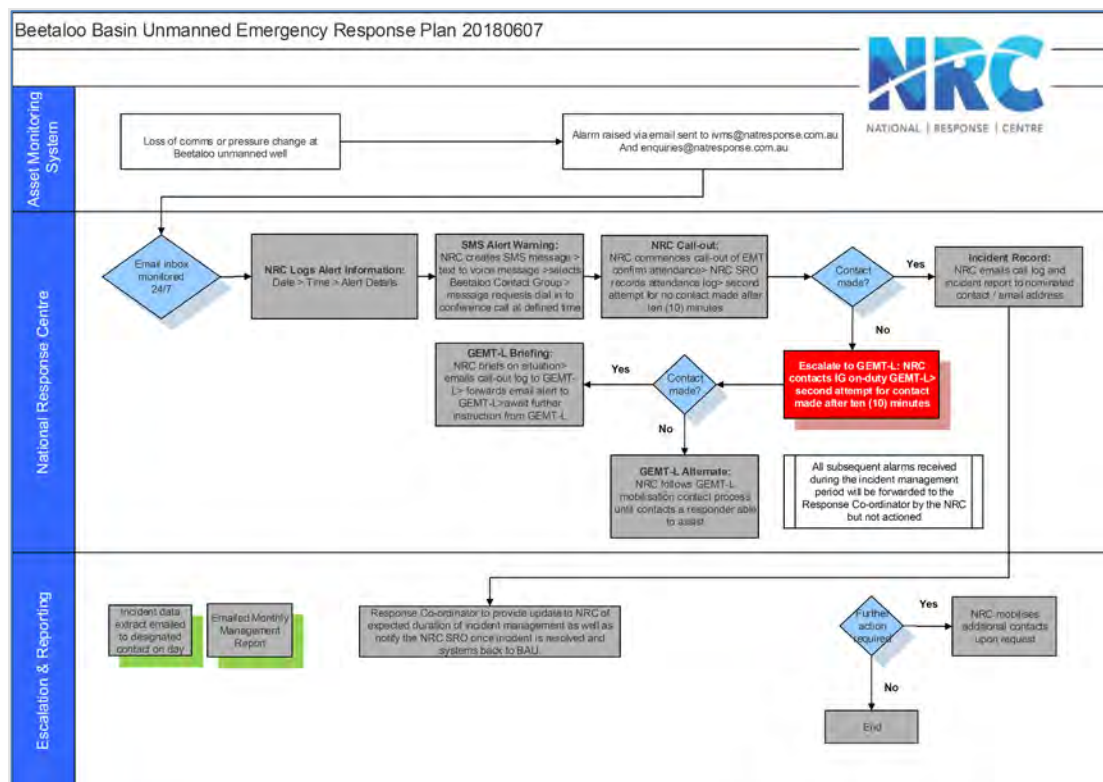 Beetaloo Basin Unmanned Emergency Response Plan 20180607
NRC
NATIONAL | RESPONSE | CENTRE
Asset Monitoring
System
Loss of comms or pressure change at
Beetaloo unmanned well
Alarm raised via email sent to ivms@natresponse.com.au
And enquiries@natresponse.com.au
National Response Centre
Email inbox
monitored
24/7
NRC Logs Alert Information:
Date > Time > Alert Details
SMS Alert Warning:
NRC creates SMS message >
text to voice message >selects
Beetaloo Contact Group >
message requests dial in to
conference call at defined time
NRC Call-out:
NRC commences call-out of EMT
confirm attendance> NRC SRO
records attendance log> second
attempt for no contact made after
ten (10) minutes
Contact
made?
Yes
Incident Record:
NRC emails call log and
incident report to nominated
contact / email address
No
Escalate to GEMT-L: NRC
contacts IG on-duty GEMT-L>
second attempt for contact
made after ten (10) minutes
Contact
made?
Yes
GEMT-L Briefing:
NRC briefs on situation>
emails call-out log to GEMT-
L> forwards email alert to
GEMT-L>await further
instruction from GEMT-L
No
GEMT-L Alternate:
NRC follows GEMT-L
mobilisation contact process
until contacts a responder able
to assist
All subsequent alarms received
during the incident management
period will be forwarded to the
Response Co-ordinator by the NRC
but not actioned
Escalation & Reporting
Incident data
extract emailed
to designated
contact on day
Emailed Monthly
Management
Report
Response Co-ordinator to provide update to NRC of
expected duration of incident management as well as
notify the NRC SRO once incident is resolved and
systems back to BAU.
Further
action
required
Yes
NRC mobilises
additional contacts
upon request
No
End